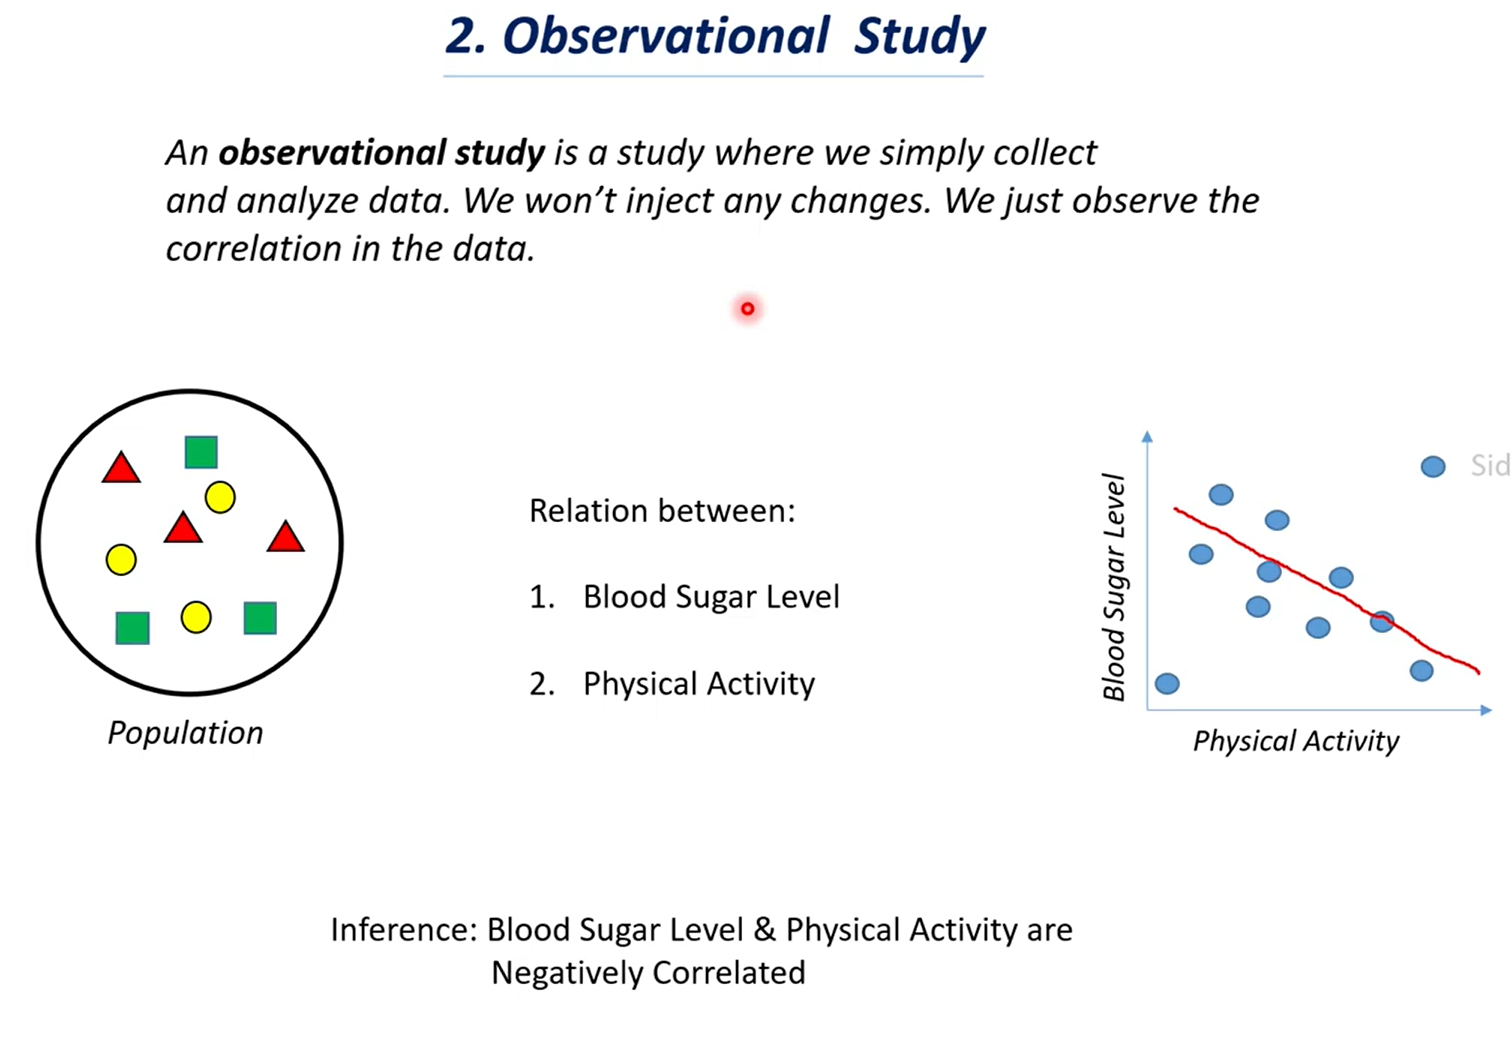 2. Observational Study
An observational study is a study where we simply collect
and analyze data. We won't inject any changes. We just observe the
correlation in the data.
Relation between:
1. Blood Sugar Level
2. Physical Activity
Population
Blood Sugar Level
Physical Activity
Sid
Inference: Blood Sugar Level & Physical Activity are
Negatively Correlated